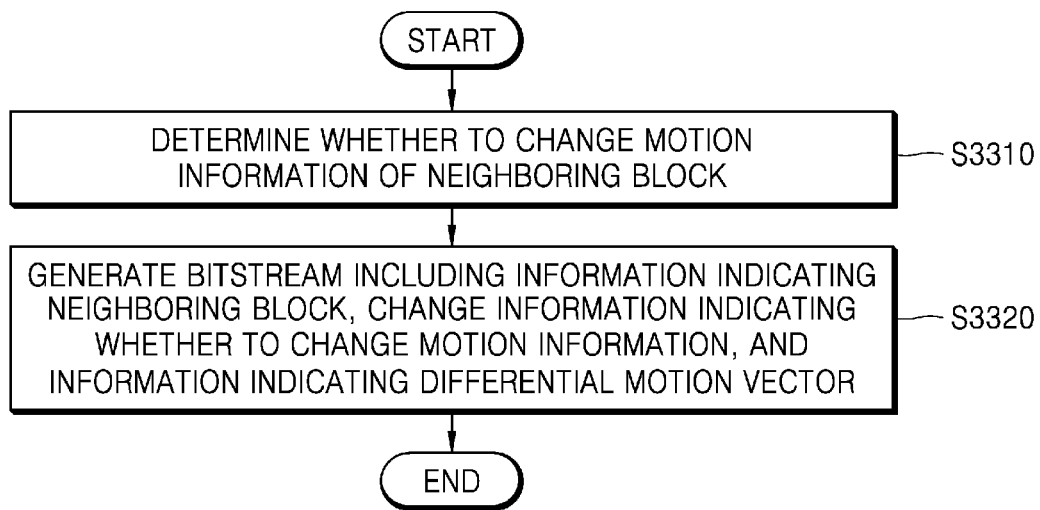 START
DETERMINE WHETHER TO CHANGE MOTION
INFORMATION OF NEIGHBORING BLOCK
S3310
GENERATE BITSTREAM INCLUDING INFORMATION INDICATING
NEIGHBORING BLOCK, CHANGE INFORMATION INDICATING
WHETHER TO CHANGE MOTION INFORMATION, AND
INFORMATION INDICATING DIFFERENTIAL MOTION VECTOR
S3320
END